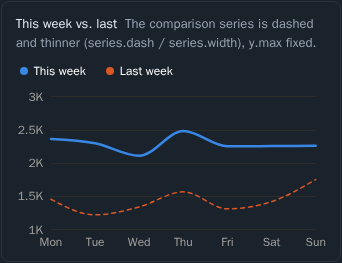 This week vs. last  The comparison series is dashed
and thinner (series.dash / series.width), y.max fixed.
This week  Last week
3K
2.5K
2K
1.5K
1K
Mon Tue Wed Thu Fri Sat Sun